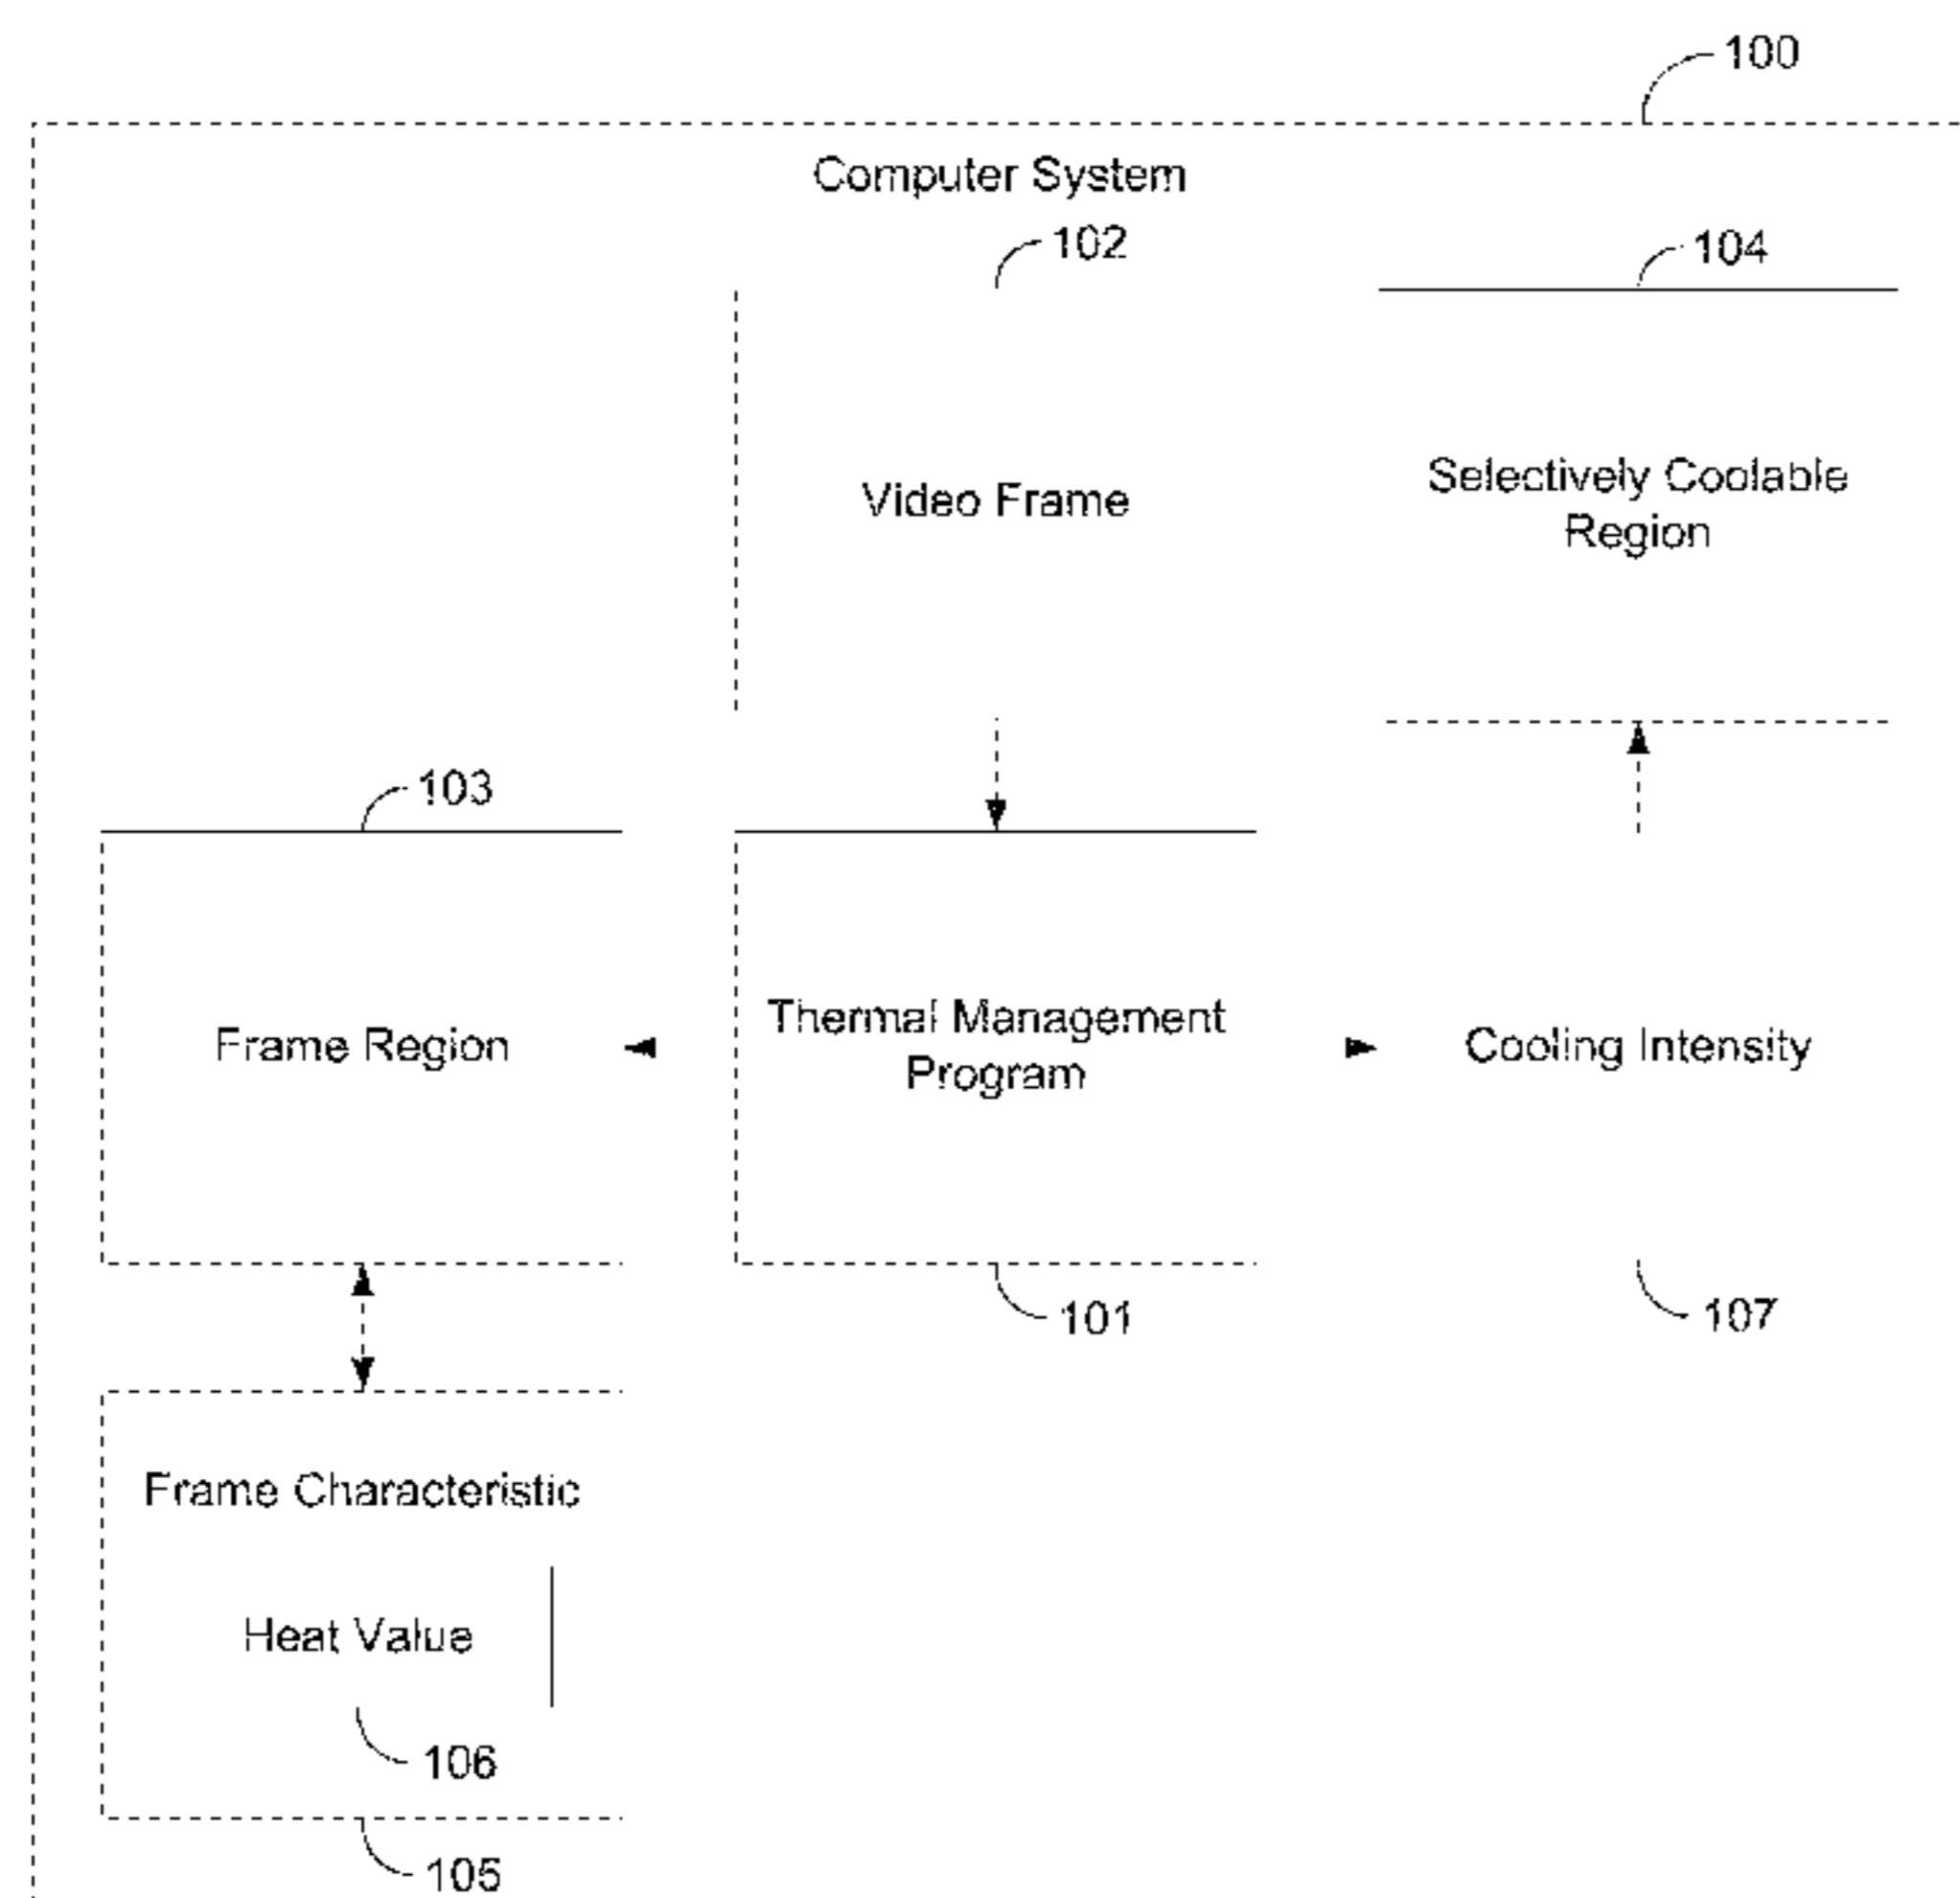 100
Computer System
102
104
Video Frame
Selectively Coolable
Region
103
Frame Region
Thermal Management
Program
Cooling Intensity
101
107
Frame Characteristic
Heat Value
106
105